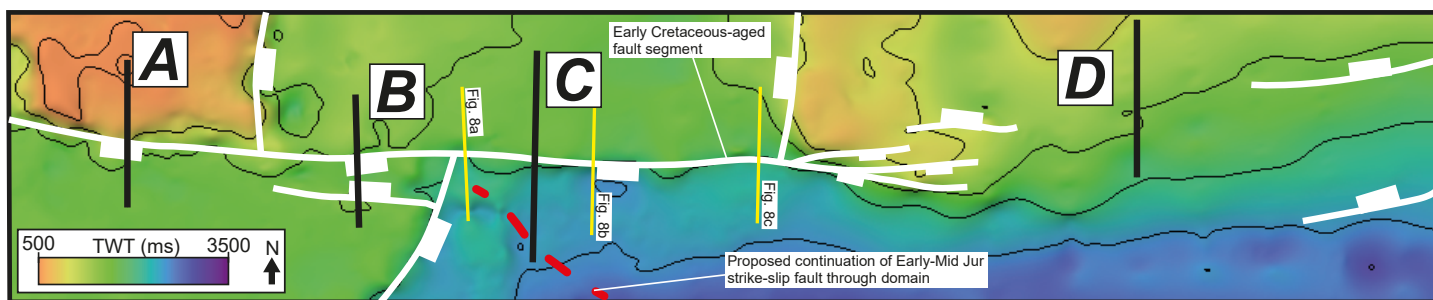 Early Cretaceous-aged
fault segment
A
B
C
D
Fig. 8a
Fig. 8b
Fig. 8c
500 TWT (ms) 3500
N
Proposed continuation of Early-Mid Jur
strike-slip fault through domain